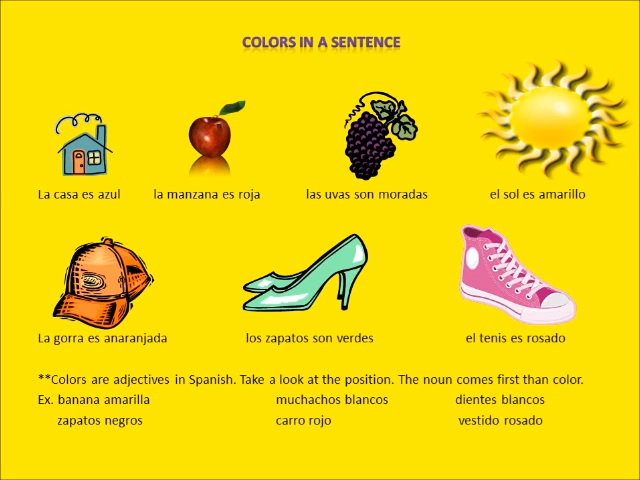 COLORS IN A SENTENCE
La casa es azul
la manzana es roja
las uvas son moradas
el sol es amarillo
La gorra es anaranjada
los zapatos son verdes
el tenis es rosado
**Colors are adjectives in Spanish. Take a look at the position. The noun comes first than color.
Ex. banana amarilla muchachos blancos dientes blancos
zapatos negros carro rojo vestido rosado